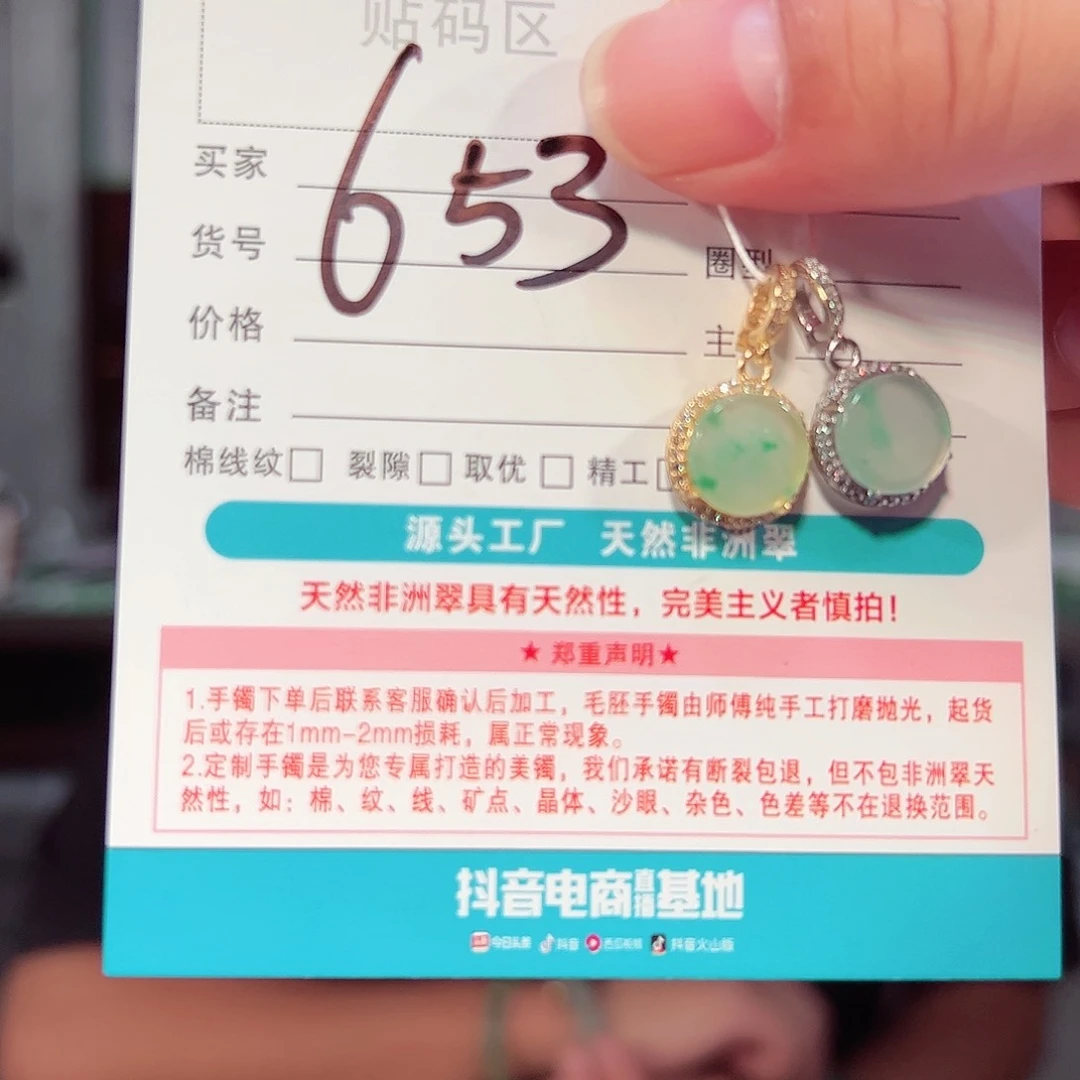 贴码区
653
买家
货号
圈型
价格
主
备注
棉线纹□ 裂隙□ 取优□ 精工
源头工厂 天然非洲翠
天然非洲翠具有天然性，完美主义者慎拍！
★郑重声明★
1.手镯下单后联系客服确认后加工，毛胚手镯由师傅纯手工打磨抛光，起货
后或存在1mm-2mm损耗，属正常现象。
2.定制手镯是为您专属打造的美镯，我们承诺有断裂包退，但不包非洲翠天
然性，如：棉、纹、线、矿点、晶体、沙眼、杂色、色差等不在退换范围。
抖音电商直播基地
今日头条 抖音 西瓜视频 抖音火山版